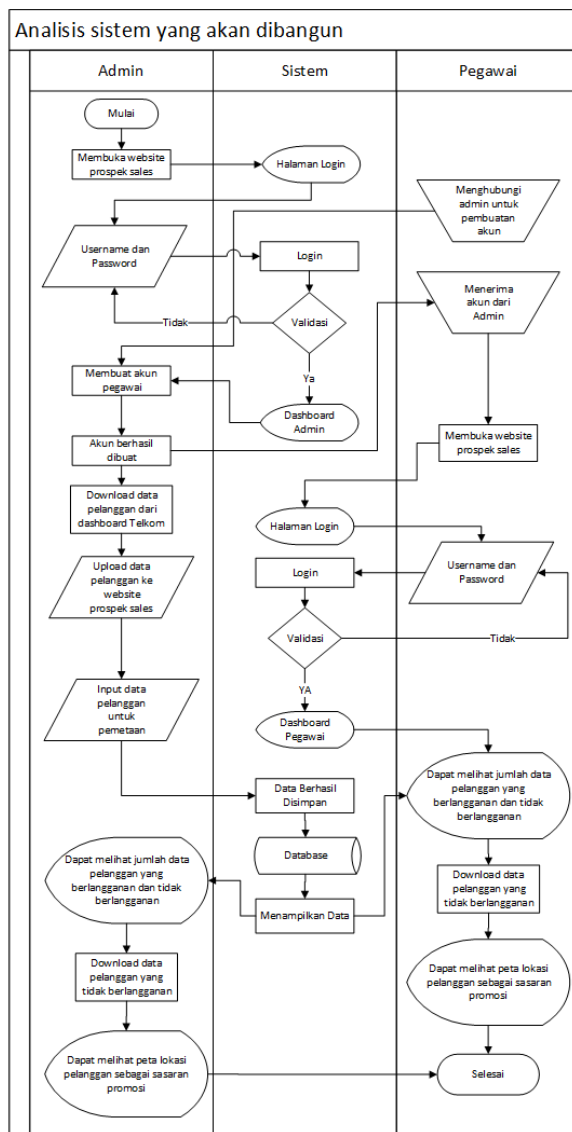 Analisis sistem yang akan dibangun
Admin
Sistem
Pegawai
Mulai
Membuka website
prospek sales
Halaman Login
Menghubungi
admin untuk
pembuatan
akun
Username dan
Password
Login
Menerima
akun dari
Admin
Tidak
Validasi
Ya
Membuat akun
pegawai
Dashboard
Admin
Akun berhasil
dibuat
Membuka website
prospek sales
Download data
pelanggan dari
dashboard Telkom
Halaman Login
Upload data
pelanggan ke
website
prospek sales
Login
Username dan
Password
Validasi
Tidak
YA
Input data
pelanggan
untuk
pemetaan
Dashboard
Pegawai
Data Berhasil
Disimpan
Dapat melihat jumlah data
pelanggan yang
berlangganan dan tidak
berlangganan
Database
Dapat melihat jumlah data
pelanggan yang
berlangganan dan tidak
berlangganan
Menampilkan Data
Download data
pelanggan yang
tidak berlangganan
Download data
pelanggan yang
tidak berlangganan
Dapat melihat peta lokasi
pelanggan sebagai sasaran
promosi
Dapat melihat peta lokasi
pelanggan sebagai sasaran
promosi
Selesai